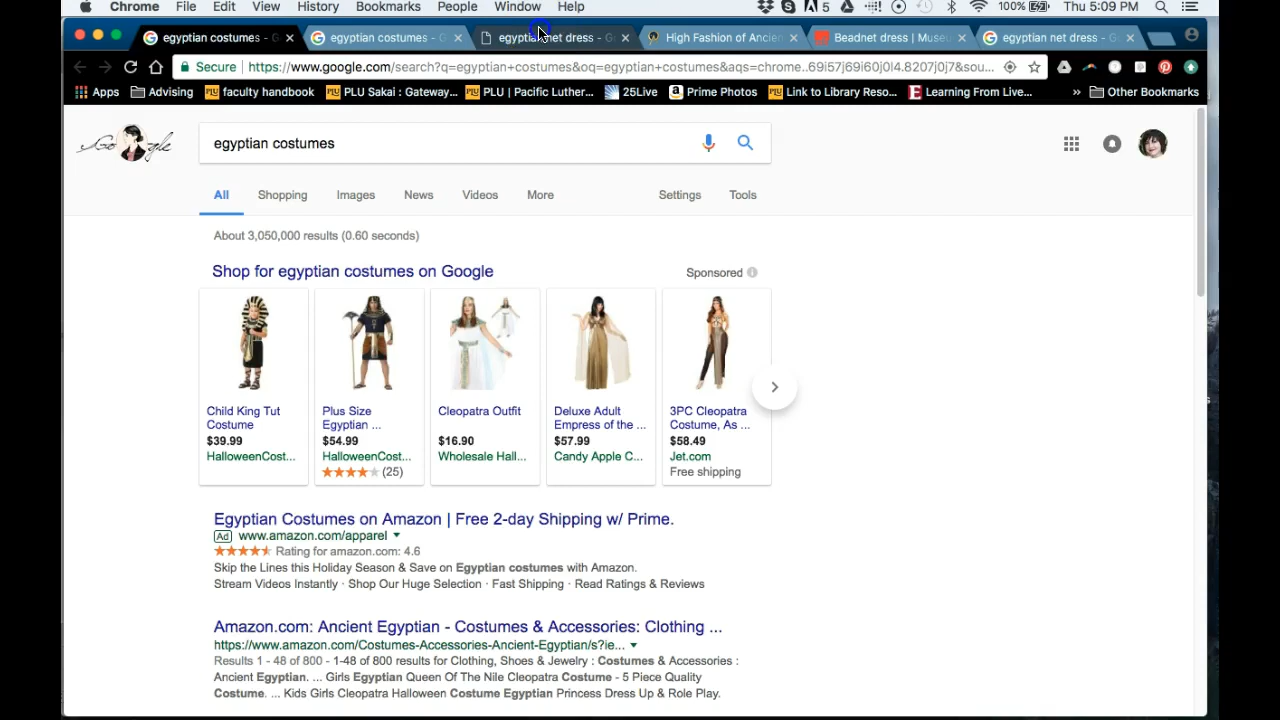 Chrome File Edit View History Bookmarks People Window Help 5 100% Thu 5:09 PM
egyptian costumes - G egyptian costumes - G egyptian net dress - G High Fashion of Ancien Beadnet dress | Museu egyptian net dress - G
Secure https://www.google.com/search?q=egyptian+costumes&oq=egyptian+costumes&aqs=chrome..69i57j69i60j0l4.8207j0j7&sou...
Apps Advising PLU faculty handbook PLU PLU Sakai : Gateway... PLU PLU | Pacific Luther... 25Live Prime Photos PLU Link to Library Reso... Learning From Live... » Other Bookmarks
egyptian costumes
All Shopping Images News Videos More Settings Tools
About 3,050,000 results (0.60 seconds)
Shop for egyptian costumes on Google Sponsored
Child King Tut Costume
$39.99
HalloweenCost...
Plus Size Egyptian ...
$54.99
HalloweenCost...
(25)
Cleopatra Outfit
$16.90
Wholesale Hall...
Deluxe Adult Empress of the ...
$57.99
Candy Apple C...
3PC Cleopatra Costume, As ...
$58.49
Jet.com
Free shipping
Egyptian Costumes on Amazon | Free 2-day Shipping w/ Prime.
Ad www.amazon.com/apparel
Rating for amazon.com: 4.6
Skip the Lines this Holiday Season & Save on Egyptian costumes with Amazon.
Stream Videos Instantly · Shop Our Huge Selection · Fast Shipping · Read Ratings & Reviews
Amazon.com: Ancient Egyptian - Costumes & Accessories: Clothing ...
https://www.amazon.com/Costumes-Accessories-Ancient-Egyptian/s?ie...
Results 1 - 48 of 800 - 1-48 of 800 results for Clothing, Shoes & Jewelry : Costumes & Accessories :
Ancient Egyptian. ... Girls Egyptian Queen Of The Nile Cleopatra Costume - 5 Piece Quality
Costume. ... Kids Girls Cleopatra Halloween Costume Egyptian Princess Dress Up & Role Play.